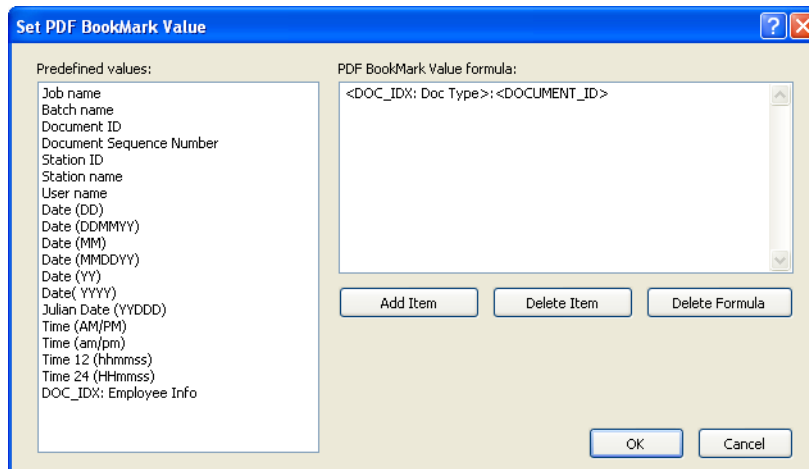 Set PDF BookMark Value
Predefined values:
Job name
Batch name
Document ID
Document Sequence Number
Station ID
Station name
User name
Date (DD)
Date (DDMMYY)
Date (MM)
Date (MMDDYY)
Date (YY)
Date( YYYY)
Julian Date (YYDDD)
Time (AM/PM)
Time (am/pm)
Time 12 (hhmmss)
Time 24 (HHmmss)
DOC_IDX: Employee Info
PDF BookMark Value formula:
<DOC_IDX: Doc Type>:<DOCUMENT_ID>
Add Item
Delete Item
Delete Formula
OK
Cancel